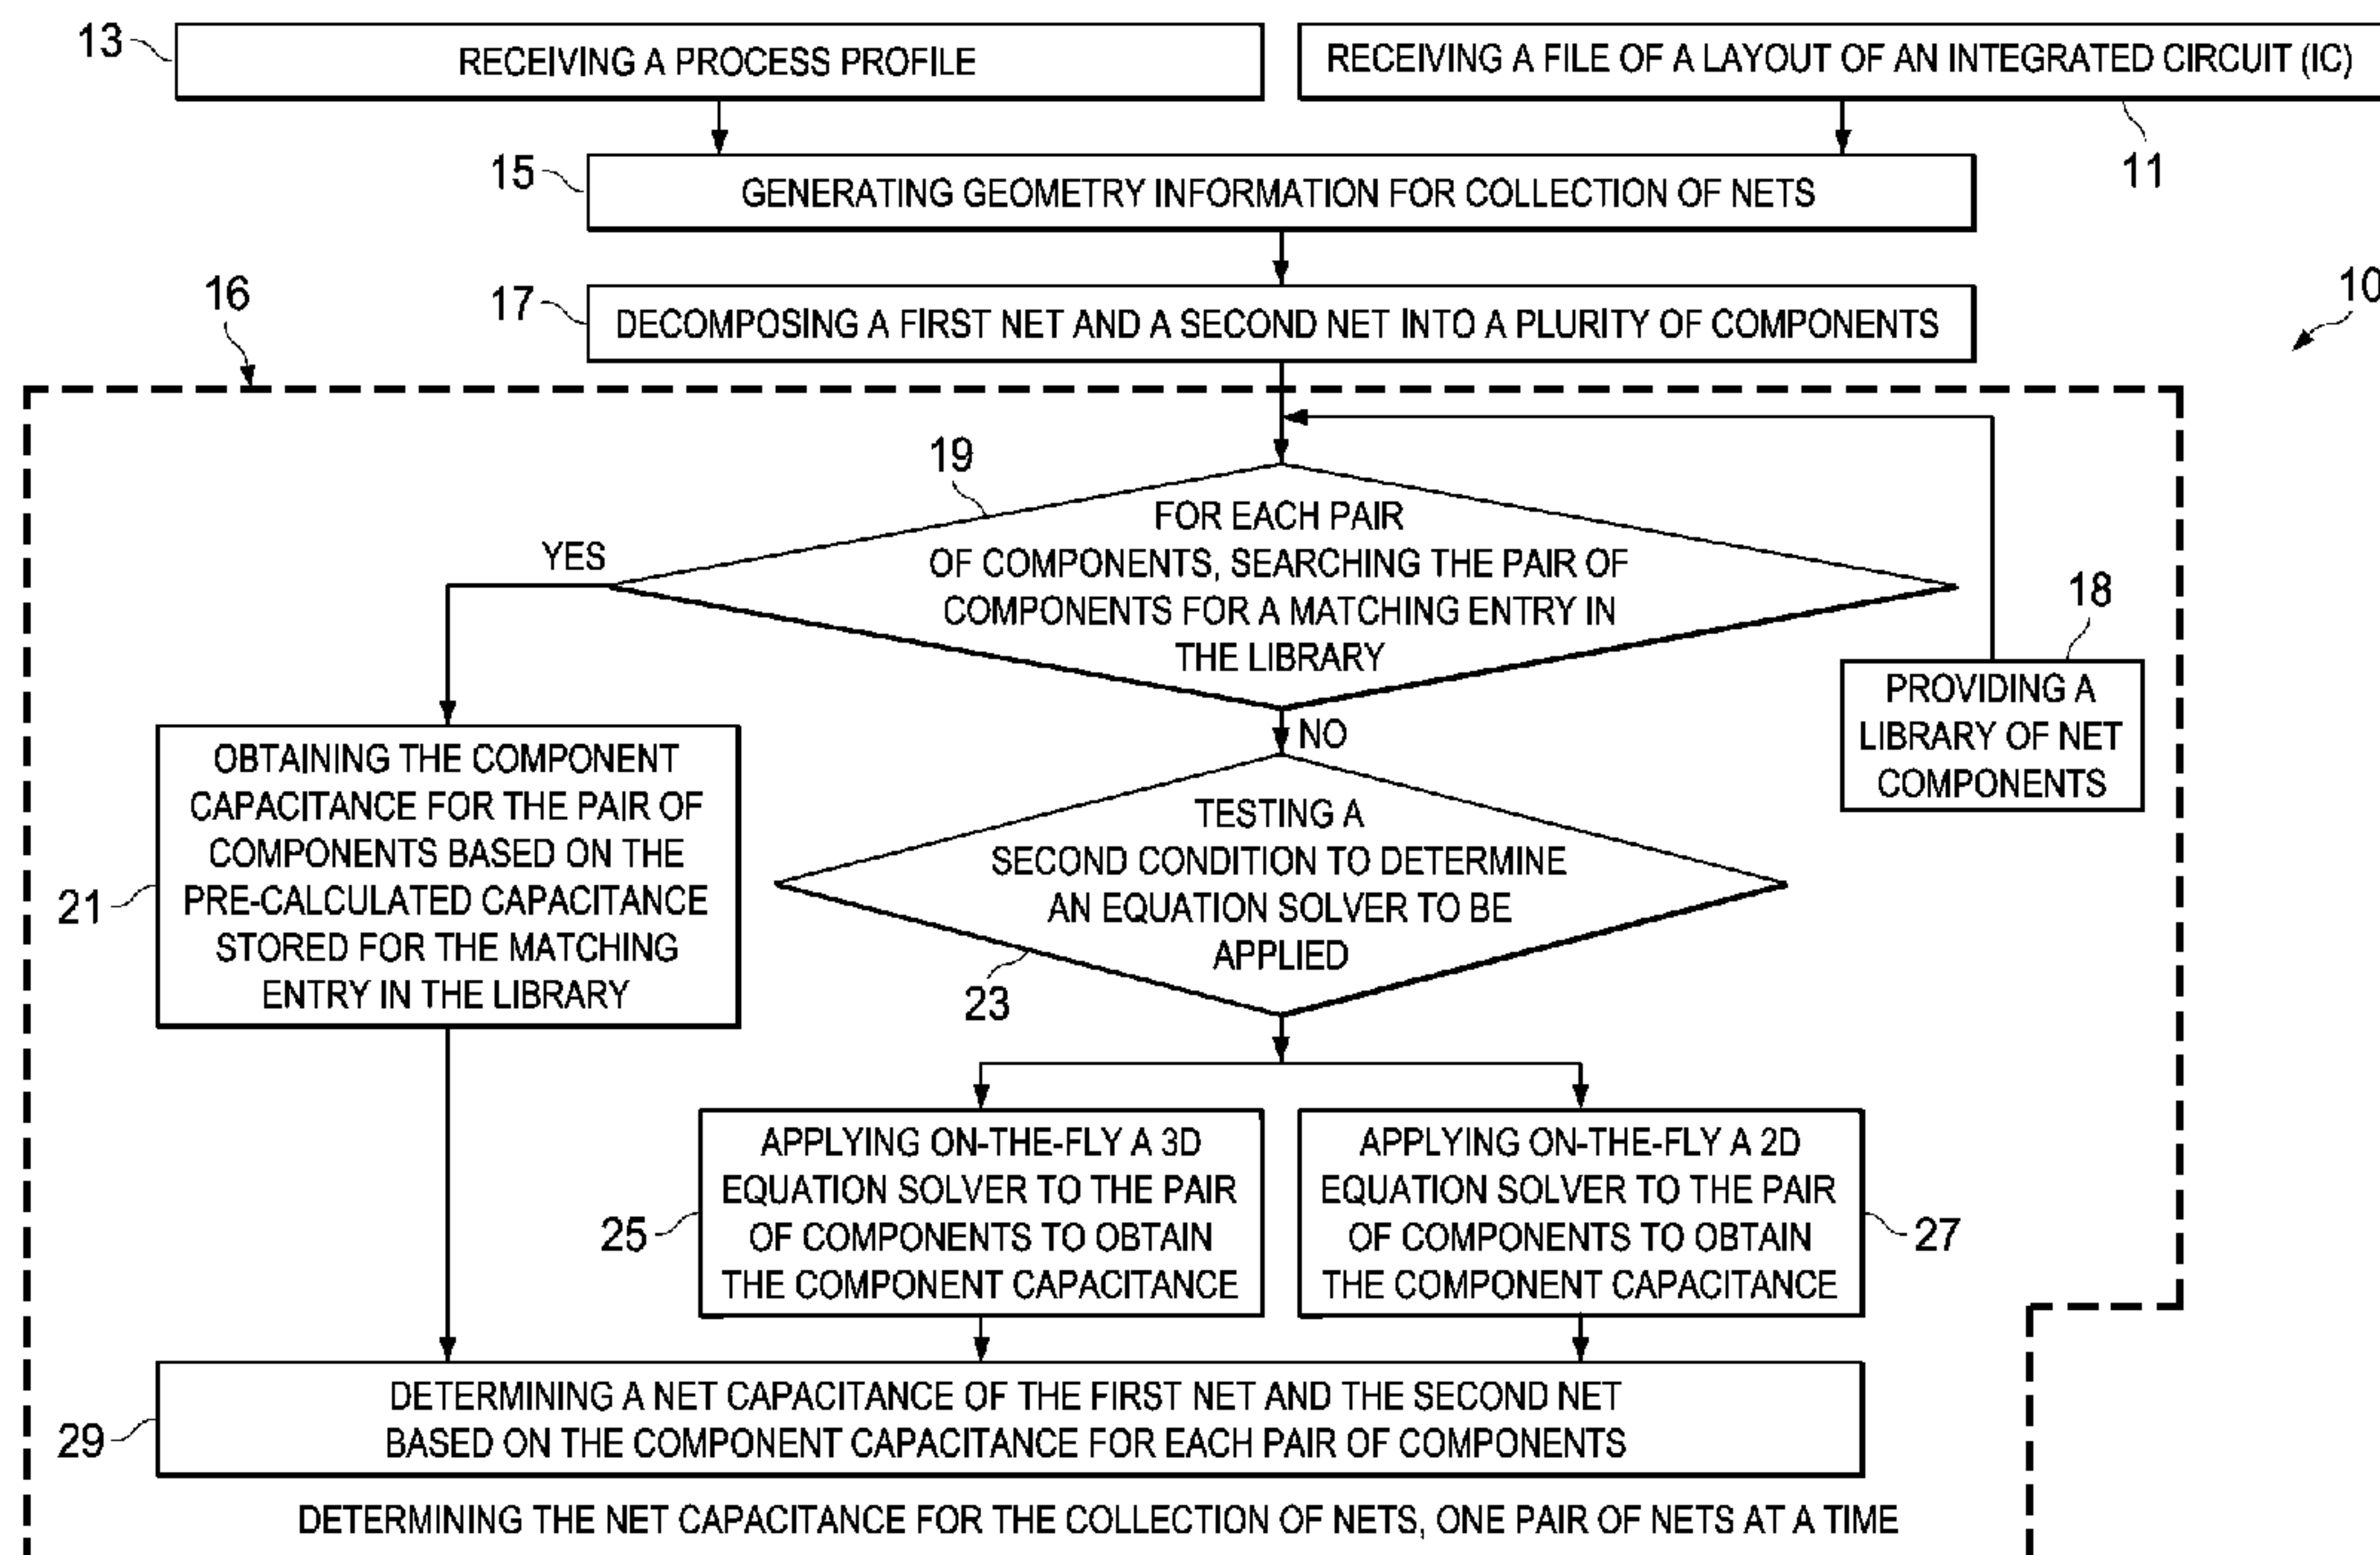 13
RECEIVING A PROCESS PROFILE
RECEIVING A FILE OF A LAYOUT OF AN INTEGRATED CIRCUIT (IC)
11
15
GENERATING GEOMETRY INFORMATION FOR COLLECTION OF NETS
16
17
DECOMPOSING A FIRST NET AND A SECOND NET INTO A PLURITY OF COMPONENTS
10
19
FOR EACH PAIR
OF COMPONENTS, SEARCHING THE PAIR OF
COMPONENTS FOR A MATCHING ENTRY IN
THE LIBRARY
YES
NO
18
PROVIDING A
LIBRARY OF NET
COMPONENTS
21
OBTAINING THE COMPONENT
CAPACITANCE FOR THE PAIR OF
COMPONENTS BASED ON THE
PRE-CALCULATED CAPACITANCE
STORED FOR THE MATCHING
ENTRY IN THE LIBRARY
TESTING A
SECOND CONDITION TO DETERMINE
AN EQUATION SOLVER TO BE
APPLIED
23
25
APPLYING ON-THE-FLY A 3D
EQUATION SOLVER TO THE PAIR
OF COMPONENTS TO OBTAIN
THE COMPONENT CAPACITANCE
APPLYING ON-THE-FLY A 2D
EQUATION SOLVER TO THE PAIR
OF COMPONENTS TO OBTAIN
THE COMPONENT CAPACITANCE
27
29
DETERMINING A NET CAPACITANCE OF THE FIRST NET AND THE SECOND NET
BASED ON THE COMPONENT CAPACITANCE FOR EACH PAIR OF COMPONENTS
DETERMINING THE NET CAPACITANCE FOR THE COLLECTION OF NETS, ONE PAIR OF NETS AT A TIME